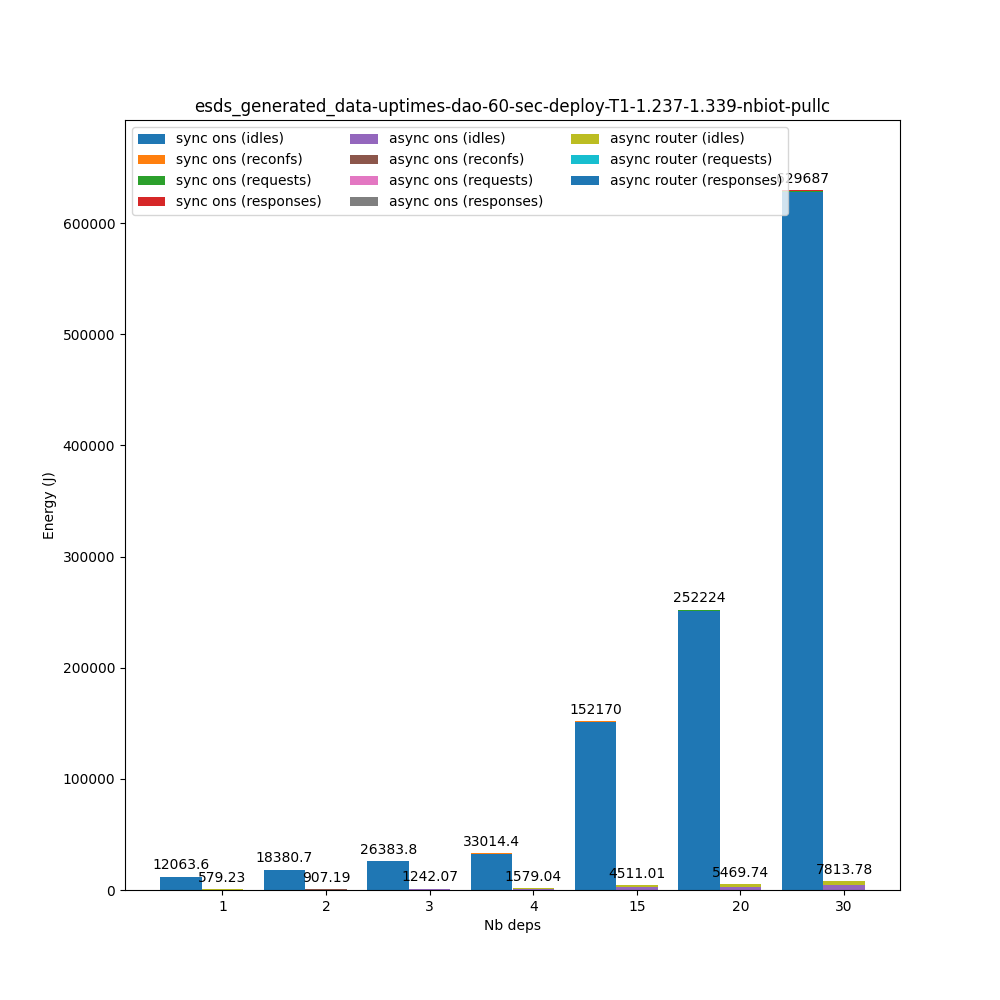 esds_generated_data-uptimes-dao-60-sec-deploy-T1-1.237-1.339-nbiot-pullc
sync ons (idles)
sync ons (reconfs)
sync ons (requests)
sync ons (responses)
async ons (idles)
async ons (reconfs)
async ons (requests)
async ons (responses)
async router (idles)
async router (requests)
async router (responses)
629687
600000
500000
400000
300000
200000
100000
0
Energy (J)
12063.6
579.23
18380.7
907.19
26383.8
1242.07
33014.4
1579.04
152170
4511.01
252224
5469.74
7813.78
1 2 3 4 15 20 30
Nb deps